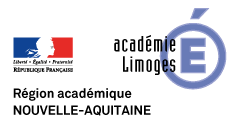 académie
Limoges
Liberté • Égalité • Fraternité
RÉPUBLIQUE FRANÇAISE
Région académique
NOUVELLE-AQUITAINE